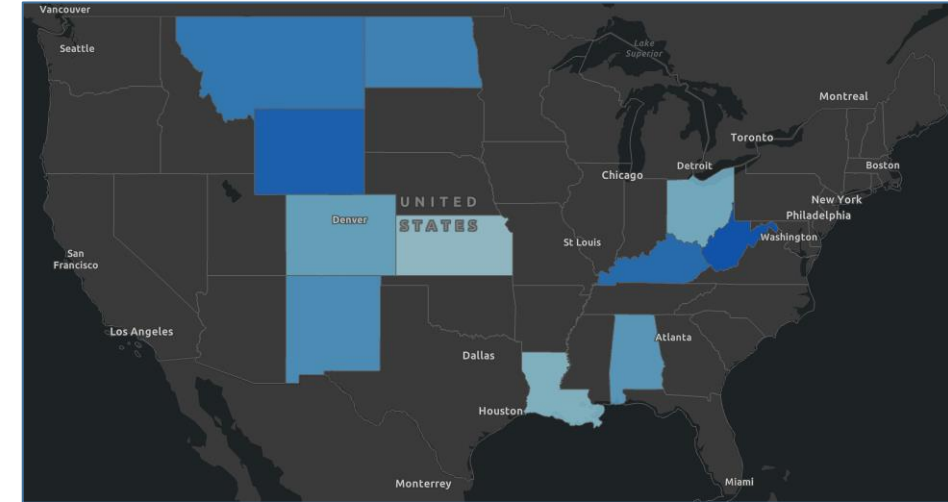 Vancouver
Seattle
Lake
Superior
Montreal
Toronto
Detroit
Boston
Chicago
UNITED
New York
Denver
Philadelphia
STATES
Washington
St Louis
San
Francisco
Los Angeles
Atlanta
Dallas
Houston
Monterrey
Miami